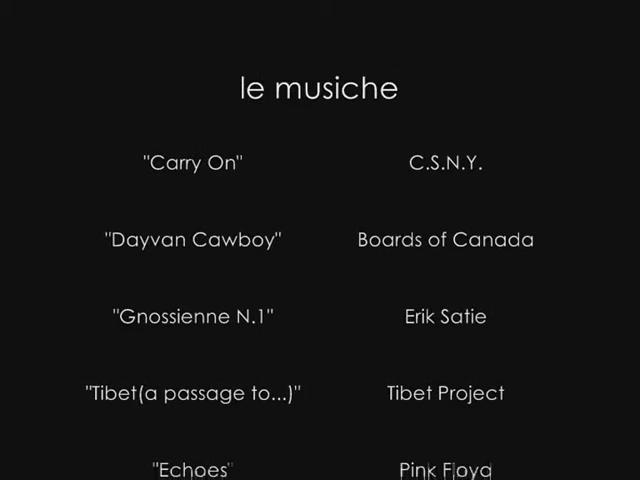 le musiche
"Carry On" C.S.N.Y.
"Dayvan Cawboy" Boards of Canada
"Gnossienne N.1" Erik Satie
"Tibet(a passage to...)" Tibet Project
"Echoes" Pink Floyd